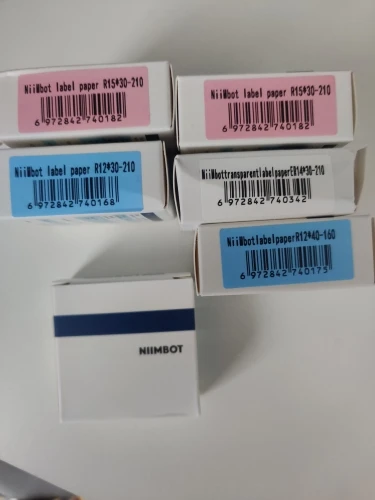 NiiMbot label paper R15*30-210
6 972842 740182
NiiMbot label paper R15*30-210
6 972842 740182
NiiMbot label paper R12*30-210
6 972842 740168
NiiMbottransparentlabelpaperER14*30-210
6 972842 740342
NiiMbotlabelpaperR12*40-160
6 972842 740175
NIIMBOT